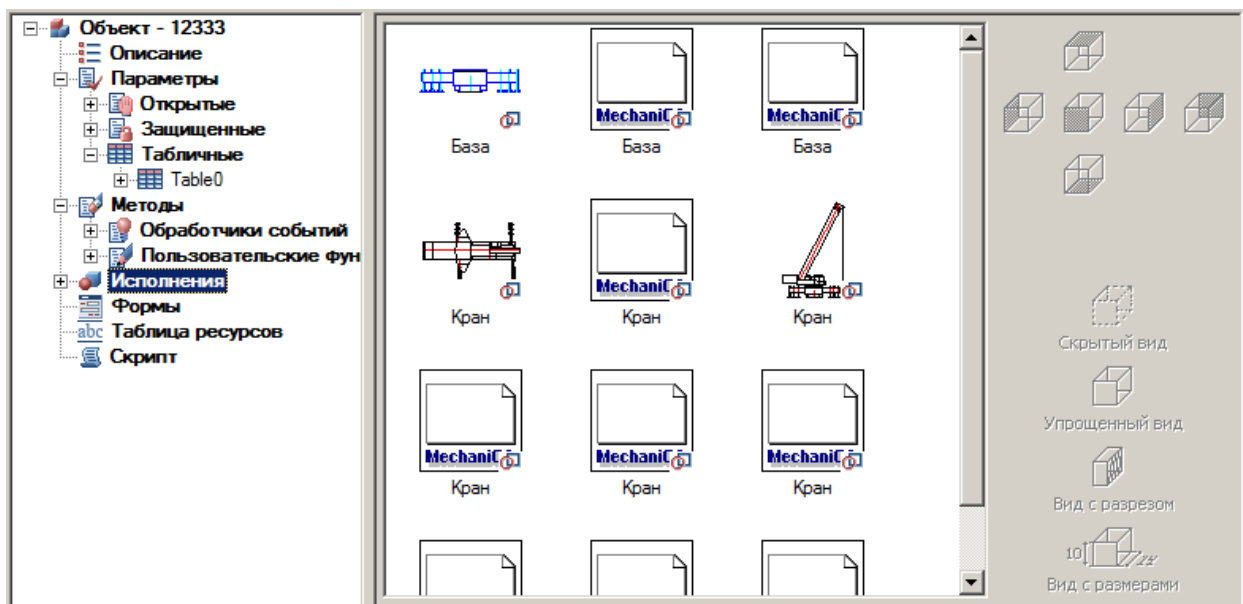 Объект - 12333
Описание
Параметры
Открытые
Защищенные
Табличные
Table0
Методы
Обработчики событий
Пользовательские фун
Исполнения
Формы
abc Таблица ресурсов
Скрипт
MechaniC MechaniC
База База База
MechaniC
Кран Кран Кран
MechaniC MechaniC MechaniC
Кран Кран Кран
Скрытый вид
Упрощенный вид
Вид с разрезом
10
Вид с размерами